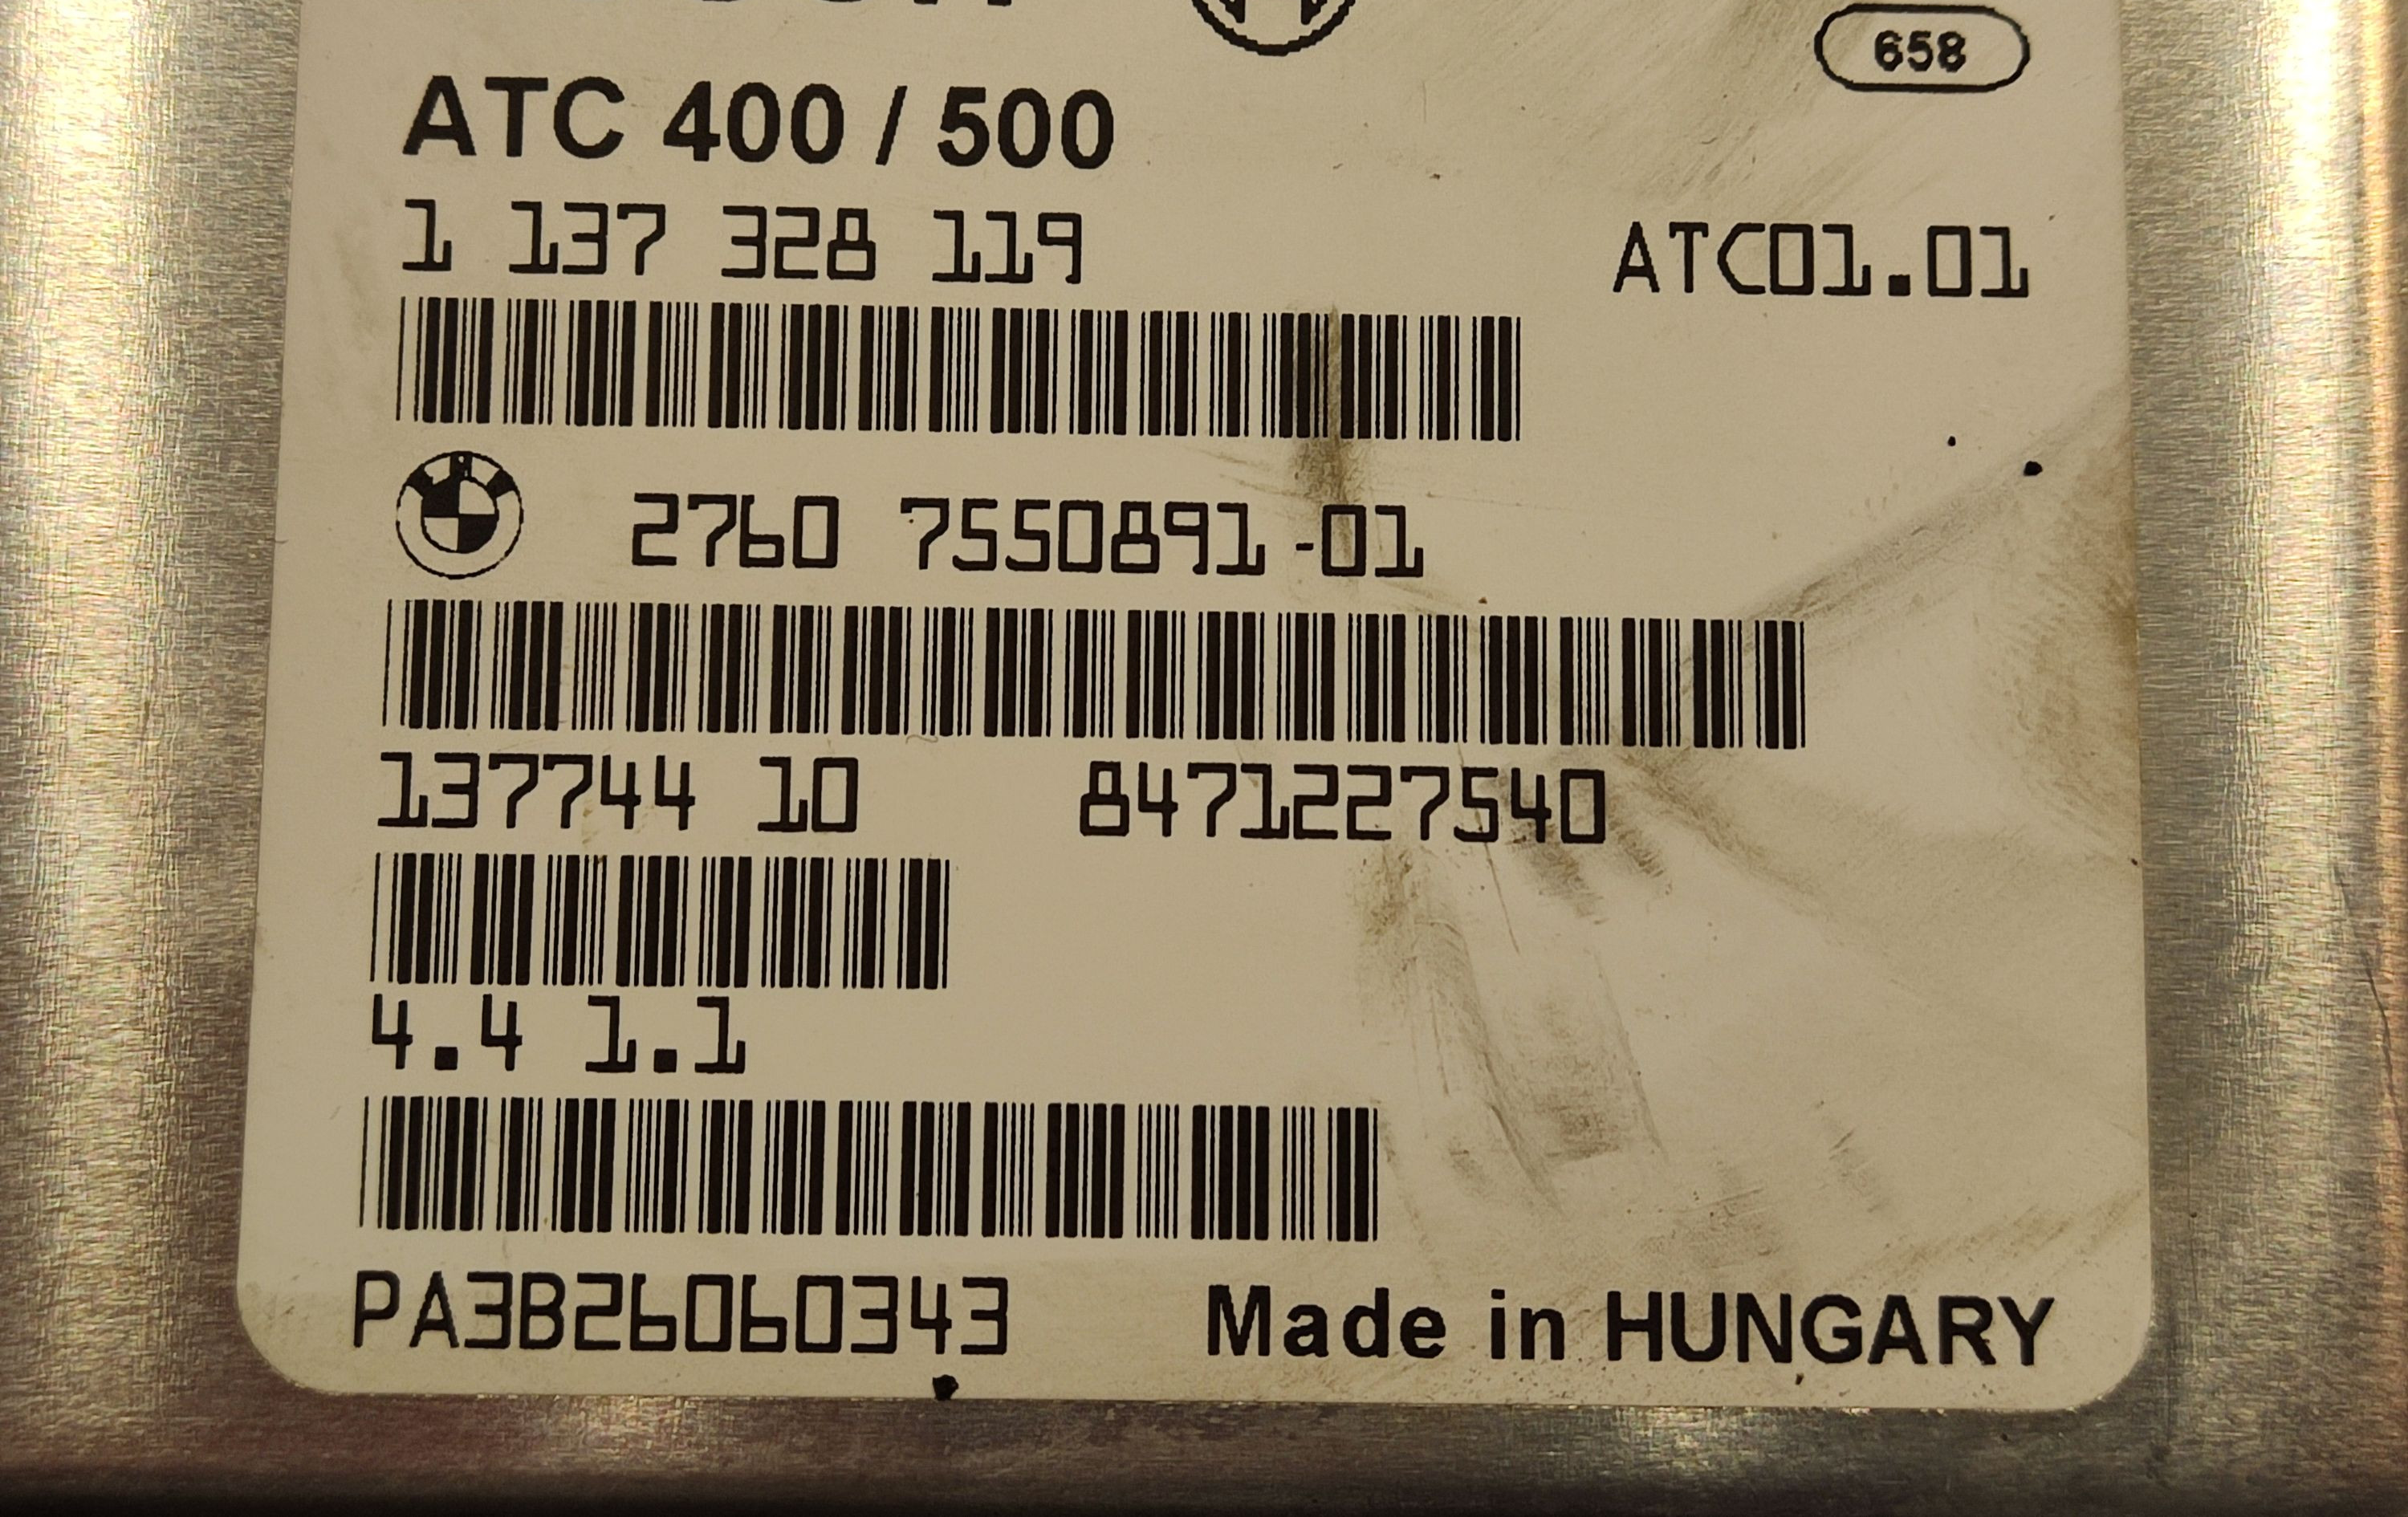 658
ATC 400 / 500
1 137 328 119 ATC01.01
2760 7550891-01
137744 10 8471227540
4.4 1.1
PA3B26060343 Made in HUNGARY